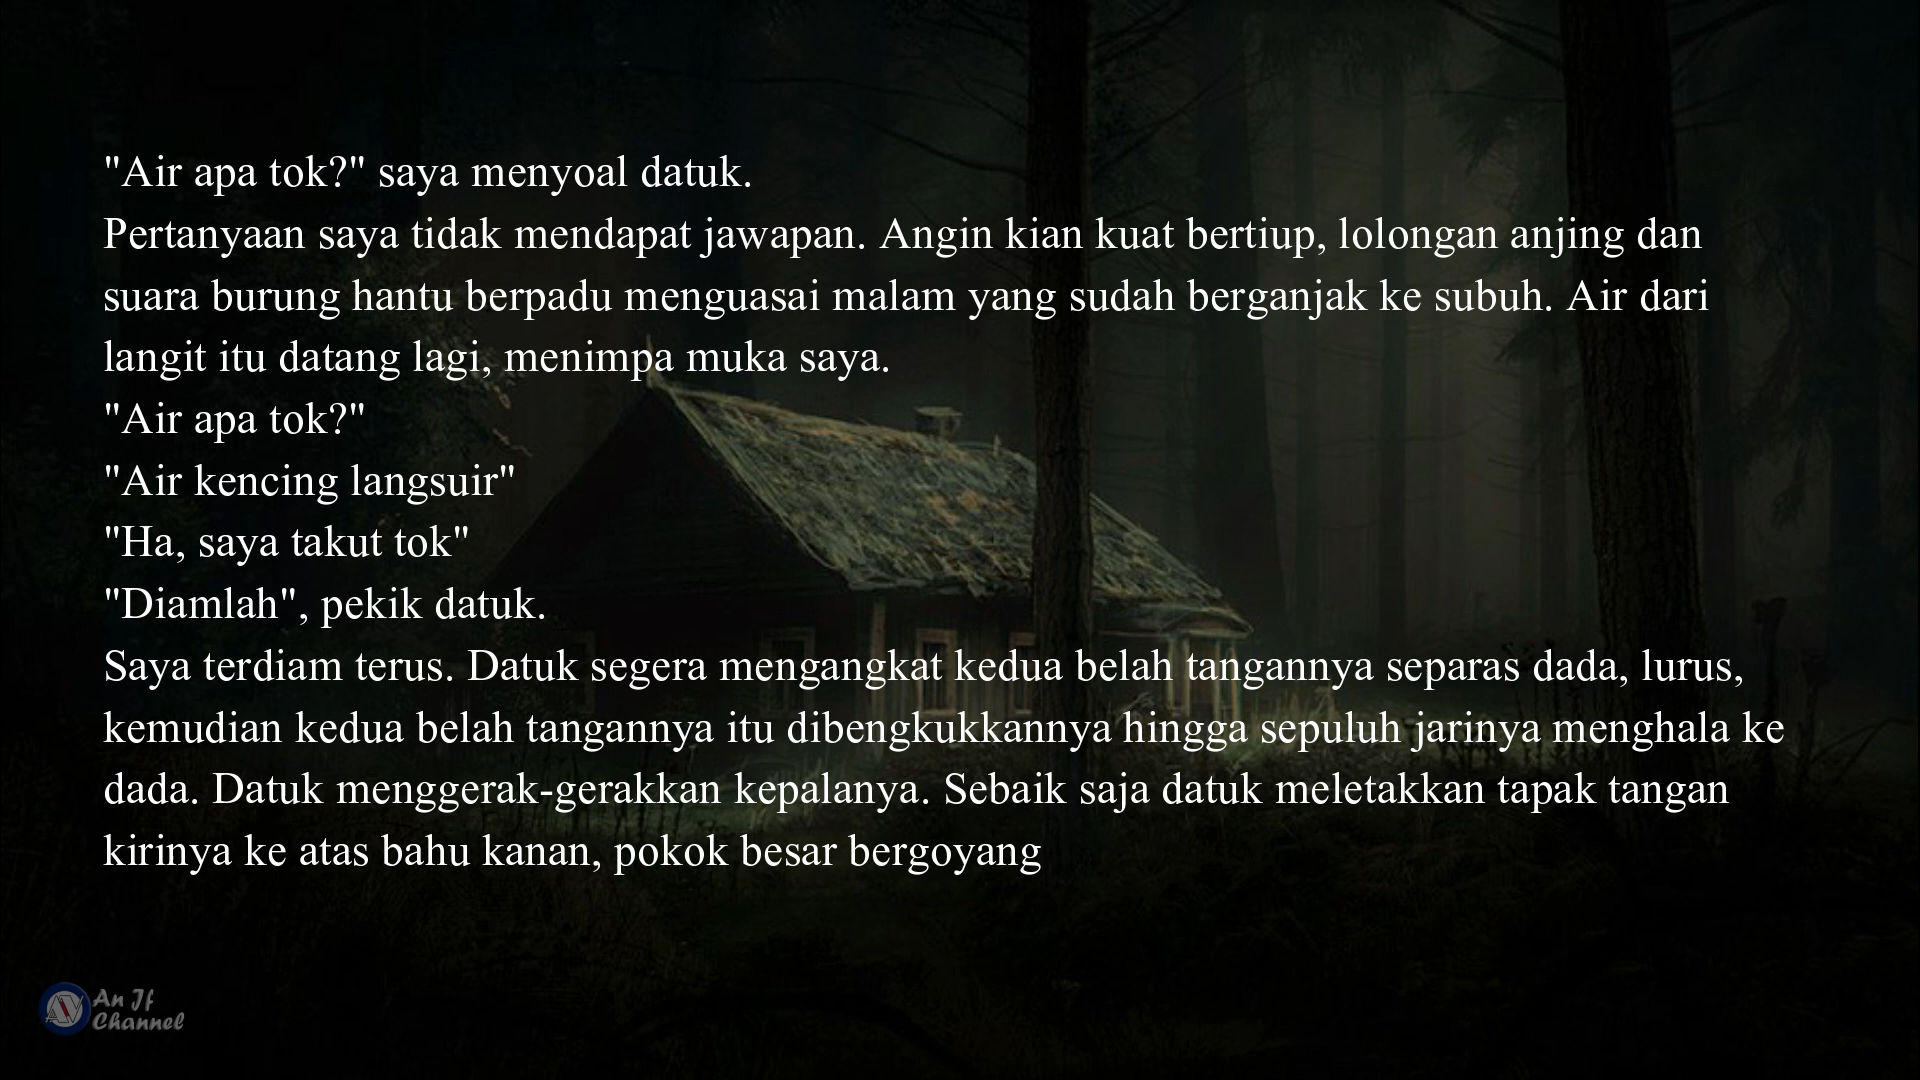 "Air apa tok?" saya menyoal datuk.
Pertanyaan saya tidak mendapat jawapan. Angin kian kuat bertiup, lolongan anjing dan
suara burung hantu berpadu menguasai malam yang sudah berganjak ke subuh. Air dari
langit itu datang lagi, menimpa muka saya.
"Air apa tok?"
"Air kencing langsuir"
"Ha, saya takut tok"
"Diamlah", pekik datuk.
Saya terdiam terus. Datuk segera mengangkat kedua belah tangannya separas dada, lurus,
kemudian kedua belah tangannya itu dibengkukkannya hingga sepuluh jarinya menghala ke
dada. Datuk menggerak-gerakkan kepalanya. Sebaik saja datuk meletakkan tapak tangan
kirinya ke atas bahu kanan, pokok besar bergoyang
An If
Channel